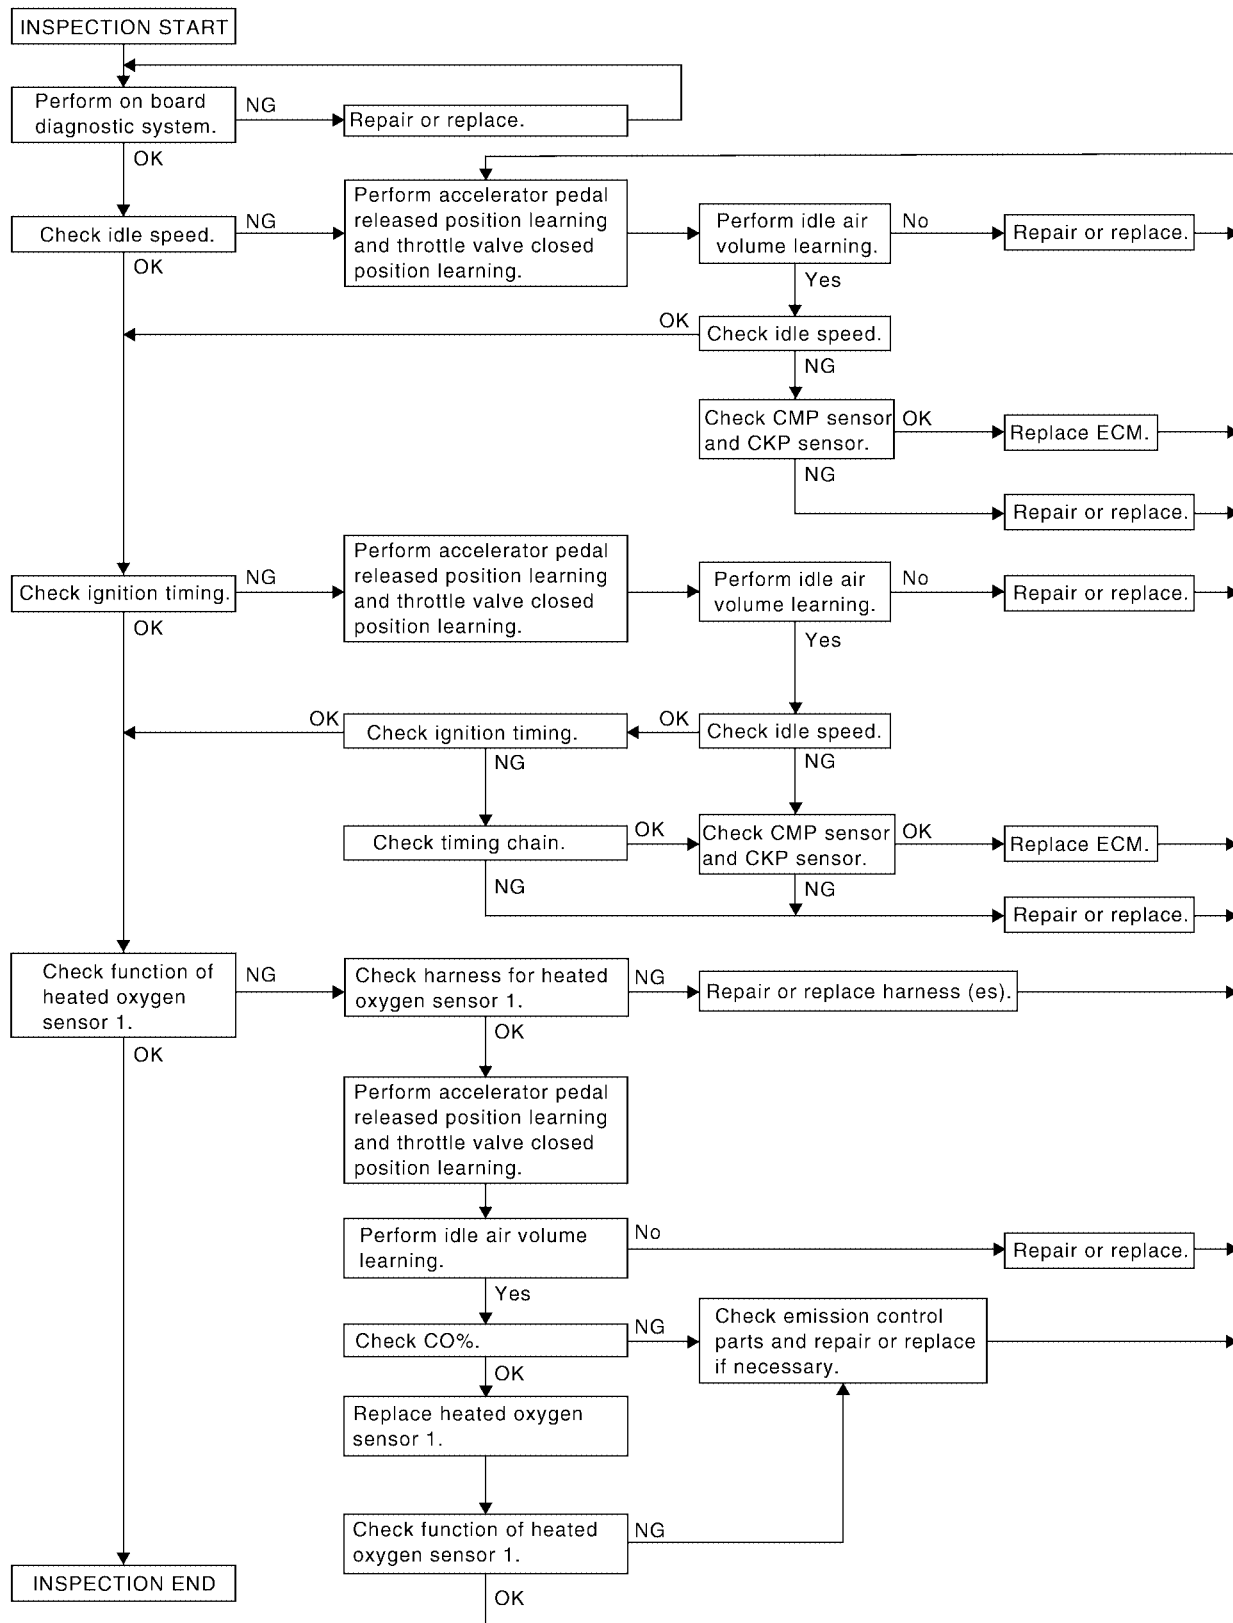 INSPECTION START
Perform on board
diagnostic system.
NG
Repair or replace.
OK
Check idle speed.
NG
Perform accelerator pedal
released position learning
and throttle valve closed
position learning.
Perform idle air
volume learning.
No
Repair or replace.
OK
Yes
OK
Check idle speed.
NG
Check CMP sensor
and CKP sensor.
OK
Replace ECM.
NG
Repair or replace.
Check ignition timing.
NG
Perform accelerator pedal
released position learning
and throttle valve closed
position learning.
Perform idle air
volume learning.
No
Repair or replace.
OK
Yes
OK
Check ignition timing.
OK
Check idle speed.
NG
NG
Check timing chain.
OK
Check CMP sensor
and CKP sensor.
OK
Replace ECM.
NG
NG
Repair or replace.
Check function of
heated oxygen
sensor 1.
NG
Check harness for heated
oxygen sensor 1.
NG
Repair or replace harness (es).
OK
OK
Perform accelerator pedal
released position learning
and throttle valve closed
position learning.
Perform idle air volume
learning.
No
Repair or replace.
Yes
Check CO%.
NG
Check emission control
parts and repair or replace
if necessary.
OK
Replace heated oxygen
sensor 1.
Check function of heated
oxygen sensor 1.
NG
INSPECTION END
OK